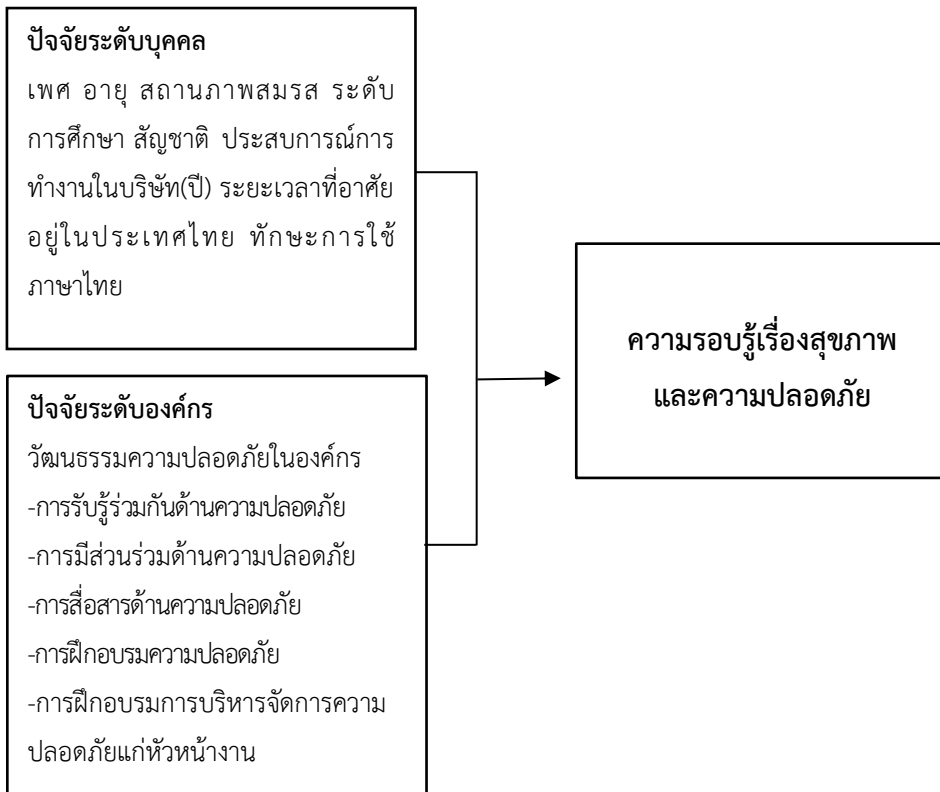 ปัจจัยระดับบุคคล
เพศ อายุ สถานภาพสมรส ระดับ
การศึกษา สัญชาติ ประสบการณ์การ
ทำงานในบริษัท(ปี) ระยะเวลาที่อาศัย
อยู่ในประเทศไทย ทักษะการใช้
ภาษาไทย
ปัจจัยระดับองค์กร
วัฒนธรรมความปลอดภัยในองค์กร
-การรับรู้ร่วมกันด้านความปลอดภัย
-การมีส่วนร่วมด้านความปลอดภัย
-การสื่อสารด้านความปลอดภัย
-การฝึกอบรมความปลอดภัย
-การฝึกอบรมการบริหารจัดการความ
ปลอดภัยแก่หัวหน้างาน
ความรอบรู้เรื่องสุขภาพ
และความปลอดภัย